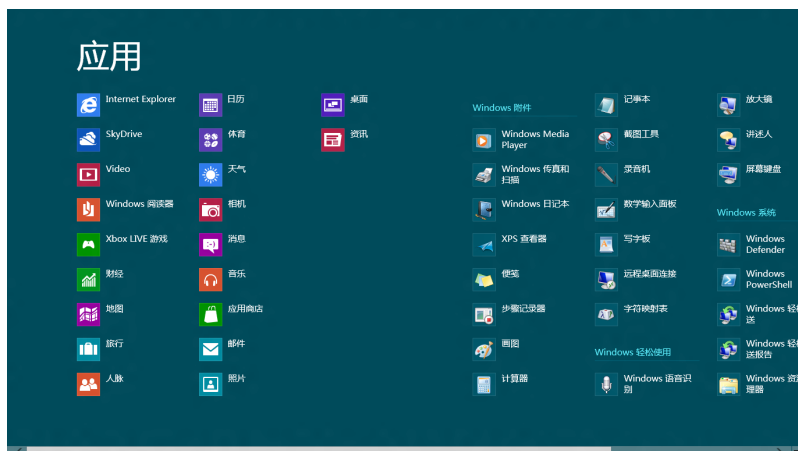 应用
Internet Explorer
SkyDrive
Video
Windows 阅读器
Xbox LIVE 游戏
财经
地图
旅行
人脉
日历
体育
天气
相机
消息
音乐
应用商店
邮件
照片
桌面
资讯
Windows 附件
Windows Media
Player
Windows 传真和
扫描
Windows 日记本
XPS 查看器
便笺
步骤记录器
画图
计算器
记事本
截图工具
录音机
数学输入面板
写字板
远程桌面连接
字符映射表
Windows 轻松使用
Windows 语音识
别
放大镜
讲述人
屏幕键盘
Windows 系统
Windows
Defender
Windows
PowerShell
Windows 轻
送
Windows 轻
送报告
Windows 资
理器